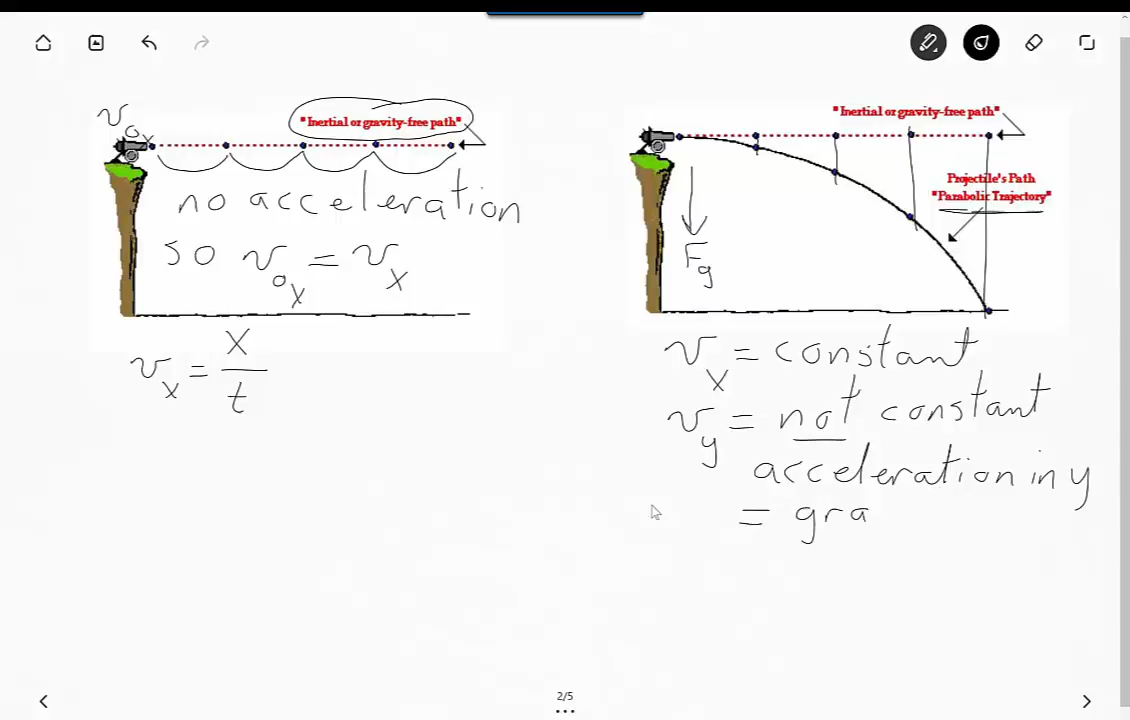 v₀ₓ
"Inertial or gravity-free path"
no acceleration
so v₀ₓ = vₓ
vₓ = x/t
"Inertial or gravity-free path"
Projectile's Path
"Parabolic Trajectory"
Fg
vₓ = constant
v_y = not constant
acceleration in y
= gra
2/5